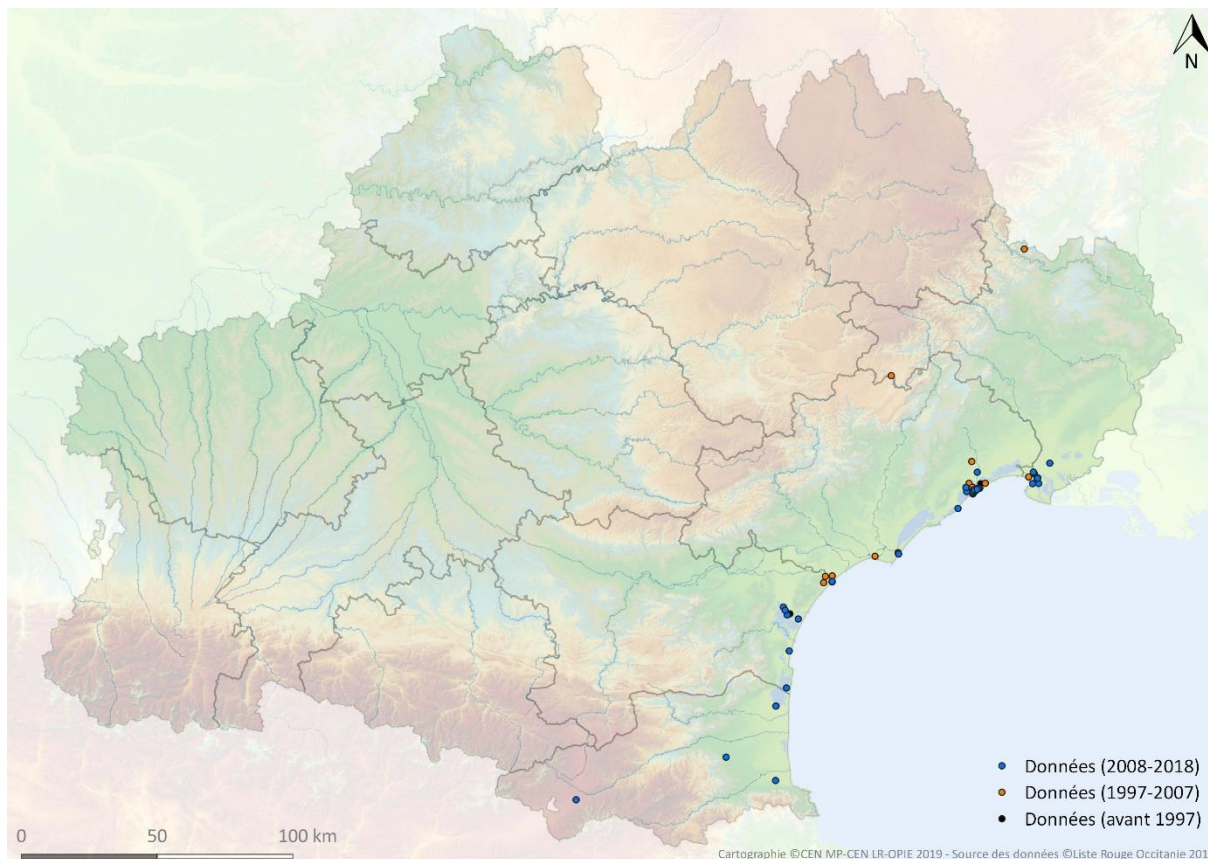 N
Données (2008-2018)
Données (1997-2007)
Données (avant 1997)
0 50 100 km
Cartographie ©CEN MP-CEN LR-OPIE 2019 - Source des données ©Liste Rouge Occitanie 201